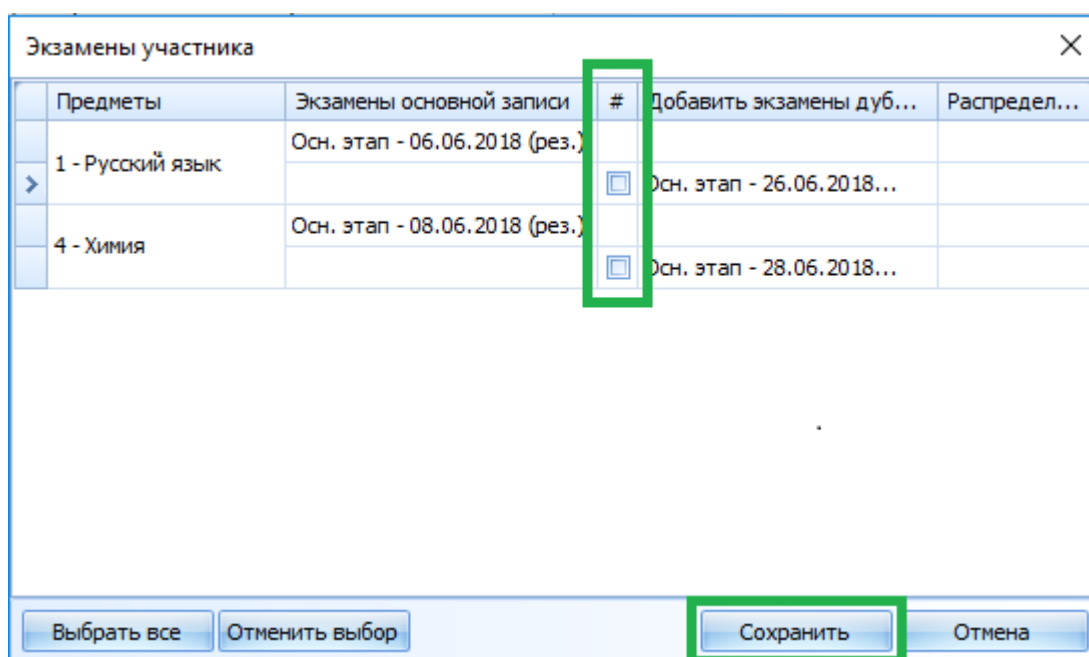 Экзамены участника
Предметы Экзамены основной записи # Добавить экзамены дуб... Распредел...
Осн. этап - 06.06.2018 (рез.)
1 - Русский язык
Осн. этап - 26.06.2018...
Осн. этап - 08.06.2018 (рез.)
4 - Химия
Осн. этап - 28.06.2018...
Выбрать все Отменить выбор Сохранить Отмена